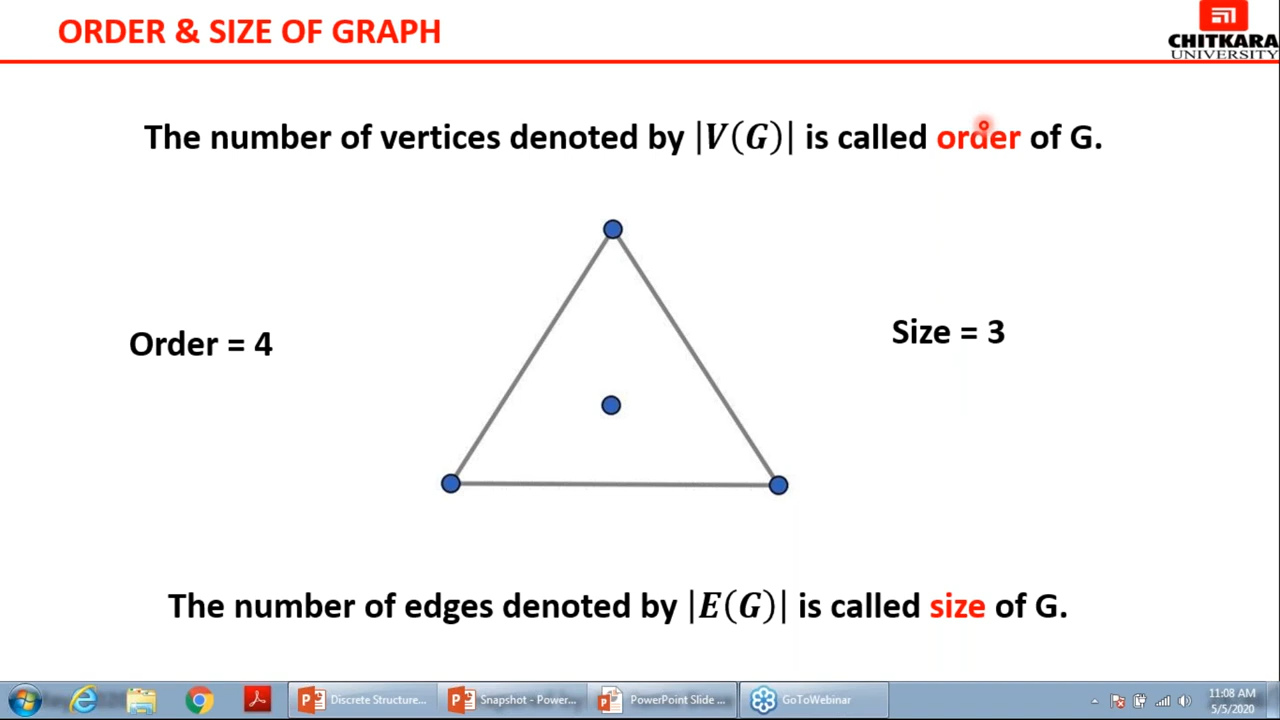 ORDER & SIZE OF GRAPH
CHITKARA
UNIVERSITY
The number of vertices denoted by |V(G)| is called order of G.
Order = 4
Size = 3
The number of edges denoted by |E(G)| is called size of G.
Discrete Structure...
Snapshot - Power...
PowerPoint Slide ...
GoToWebinar
11:08 AM
5/5/2020